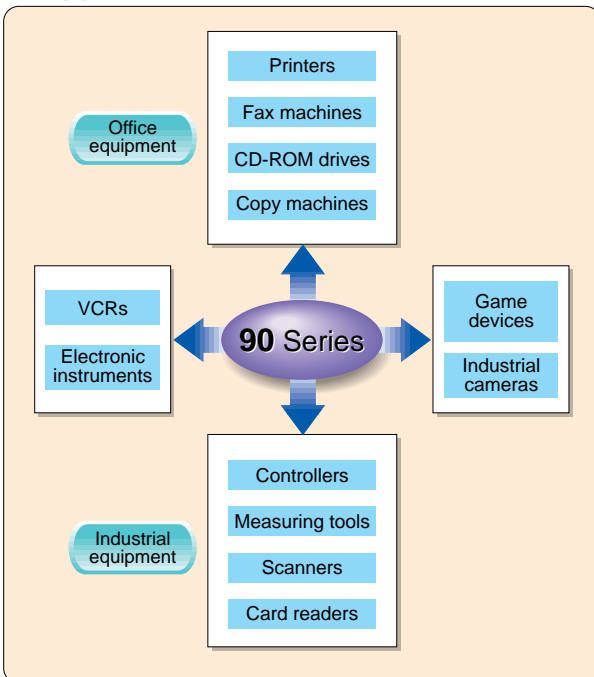 Printers
Office
equipment
Fax machines
CD-ROM drives
Copy machines
VCRs
Electronic
instruments
90 Series
Game
devices
Industrial
cameras
Controllers
Measuring tools
Industrial
equipment
Scanners
Card readers